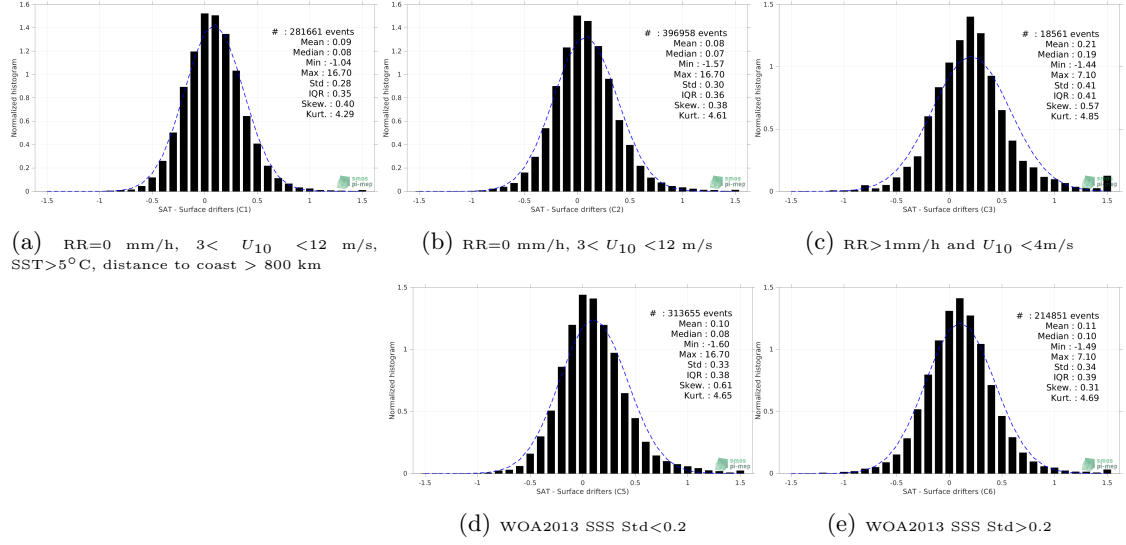 1.6
1.4
1.2
1
0.8
0.6
0.4
0.2
0
Normalized histogram
# : 281661 events
Mean : 0.09
Median : 0.08
Min : -1.04
Max : 16.70
Std : 0.28
IQR : 0.35
Skew. : 0.40
Kurt. : 4.29
smos
pi-mep
-1.5 -1 -0.5 0 0.5 1 1.5
SAT - Surface drifters (C1)
(a) RR=0 mm/h, 3< U10 <12 m/s,
SST>5°C, distance to coast > 800 km
1.6
1.4
1.2
1
0.8
0.6
0.4
0.2
0
Normalized histogram
# : 396958 events
Mean : 0.08
Median : 0.07
Min : -1.57
Max : 16.70
Std : 0.30
IQR : 0.36
Skew. : 0.38
Kurt. : 4.61
smos
pi-mep
-1.5 -1 -0.5 0 0.5 1 1.5
SAT - Surface drifters (C2)
(b) RR=0 mm/h, 3< U10 <12 m/s
1.5
1
0.5
0
Normalized histogram
# : 18561 events
Mean : 0.21
Median : 0.19
Min : -1.44
Max : 7.10
Std : 0.41
IQR : 0.41
Skew. : 0.57
Kurt. : 4.85
smos
pi-mep
-1.5 -1 -0.5 0 0.5 1 1.5
SAT - Surface drifters (C3)
(c) RR>1mm/h and U10 <4m/s
1.5
1
0.5
0
Normalized histogram
# : 313655 events
Mean : 0.10
Median : 0.08
Min : -1.60
Max : 16.70
Std : 0.33
IQR : 0.38
Skew. : 0.61
Kurt. : 4.65
smos
pi-mep
-1.5 -1 -0.5 0 0.5 1 1.5
SAT - Surface drifters (C5)
(d) WOA2013 SSS Std<0.2
1.5
1
0.5
0
Normalized histogram
# : 214851 events
Mean : 0.11
Median : 0.10
Min : -1.49
Max : 7.10
Std : 0.34
IQR : 0.39
Skew. : 0.31
Kurt. : 4.69
smos
pi-mep
-1.5 -1 -0.5 0 0.5 1 1.5
SAT - Surface drifters (C6)
(e) WOA2013 SSS Std>0.2